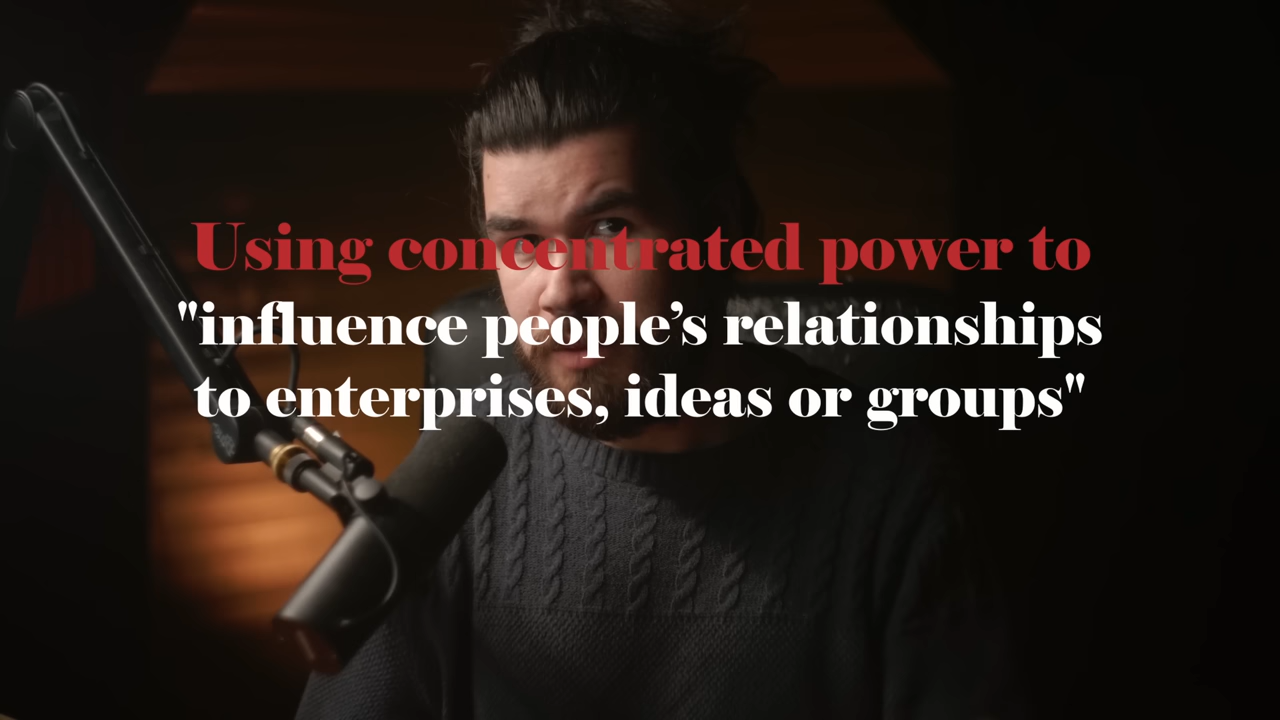 Using concentrated power to
"influence people’s relationships
to enterprises, ideas or groups"